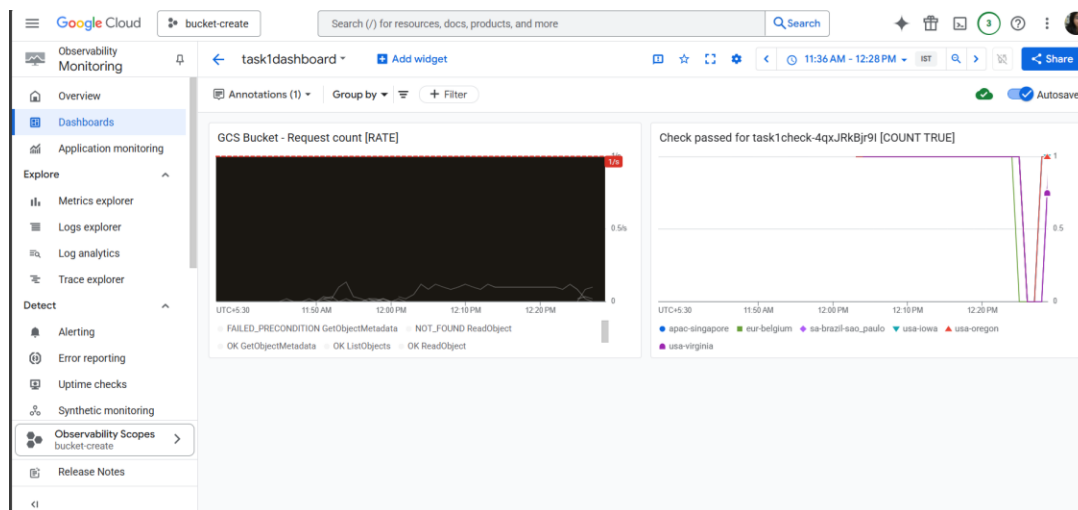 Google Cloud
bucket-create
Search (/) for resources, docs, products, and more
Search
3
Observability
Monitoring
task1dashboard
Add widget
11:36 AM - 12:28 PM
IST
Share
Overview
Dashboards
Application monitoring
Explore
Metrics explorer
Logs explorer
Log analytics
Trace explorer
Detect
Alerting
Error reporting
Uptime checks
Synthetic monitoring
Observability Scopes
bucket-create
Release Notes
Annotations (1)
Group by
Filter
Autosave
GCS Bucket - Request count [RATE]
1/s
0.5/s
0
UTC+5:30
11:50 AM
12:00 PM
12:10 PM
12:20 PM
FAILED_PRECONDITION GetObjectMetadata
NOT_FOUND ReadObject
OK GetObjectMetadata
OK ListObjects
OK ReadObject
Check passed for task1check-4qxJRkBjr9I [COUNT TRUE]
1
0.5
0
UTC+5:30
11:50 AM
12:00 PM
12:10 PM
12:20 PM
apac-singapore
eur-belgium
sa-brazil-sao_paulo
usa-iowa
usa-oregon
usa-virginia